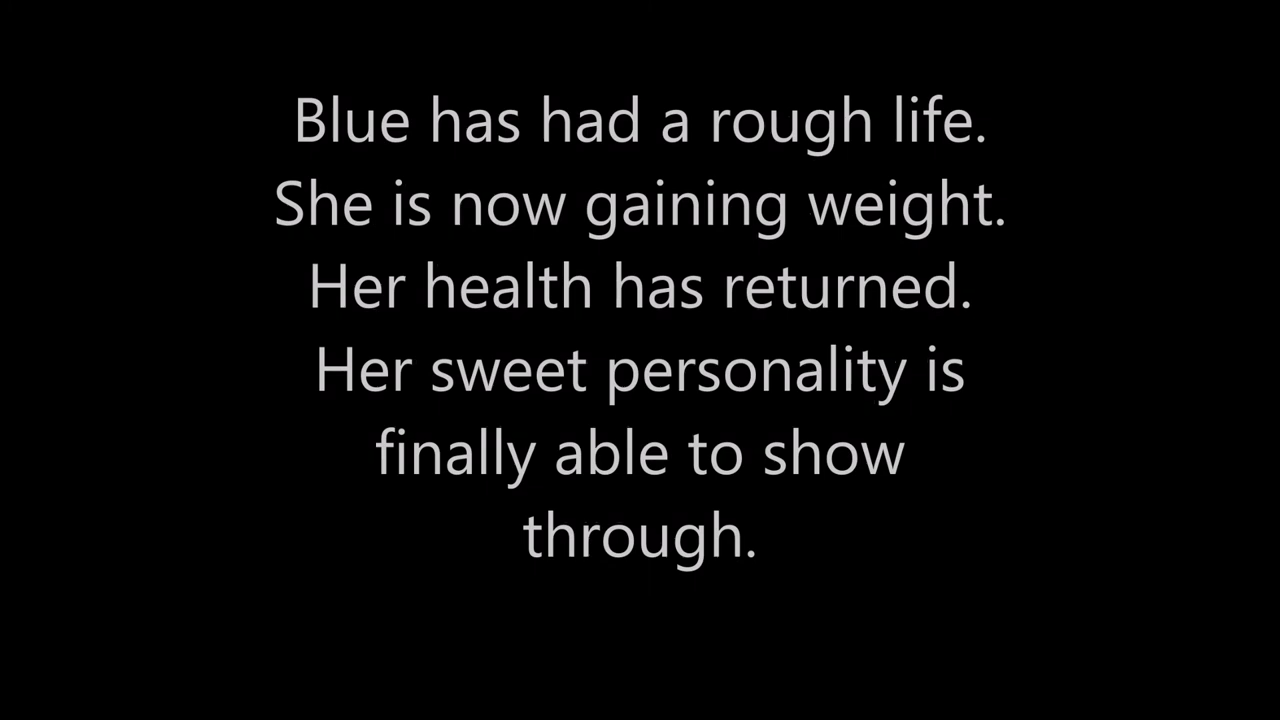 Blue has had a rough life.
She is now gaining weight.
Her health has returned.
Her sweet personality is
finally able to show
through.